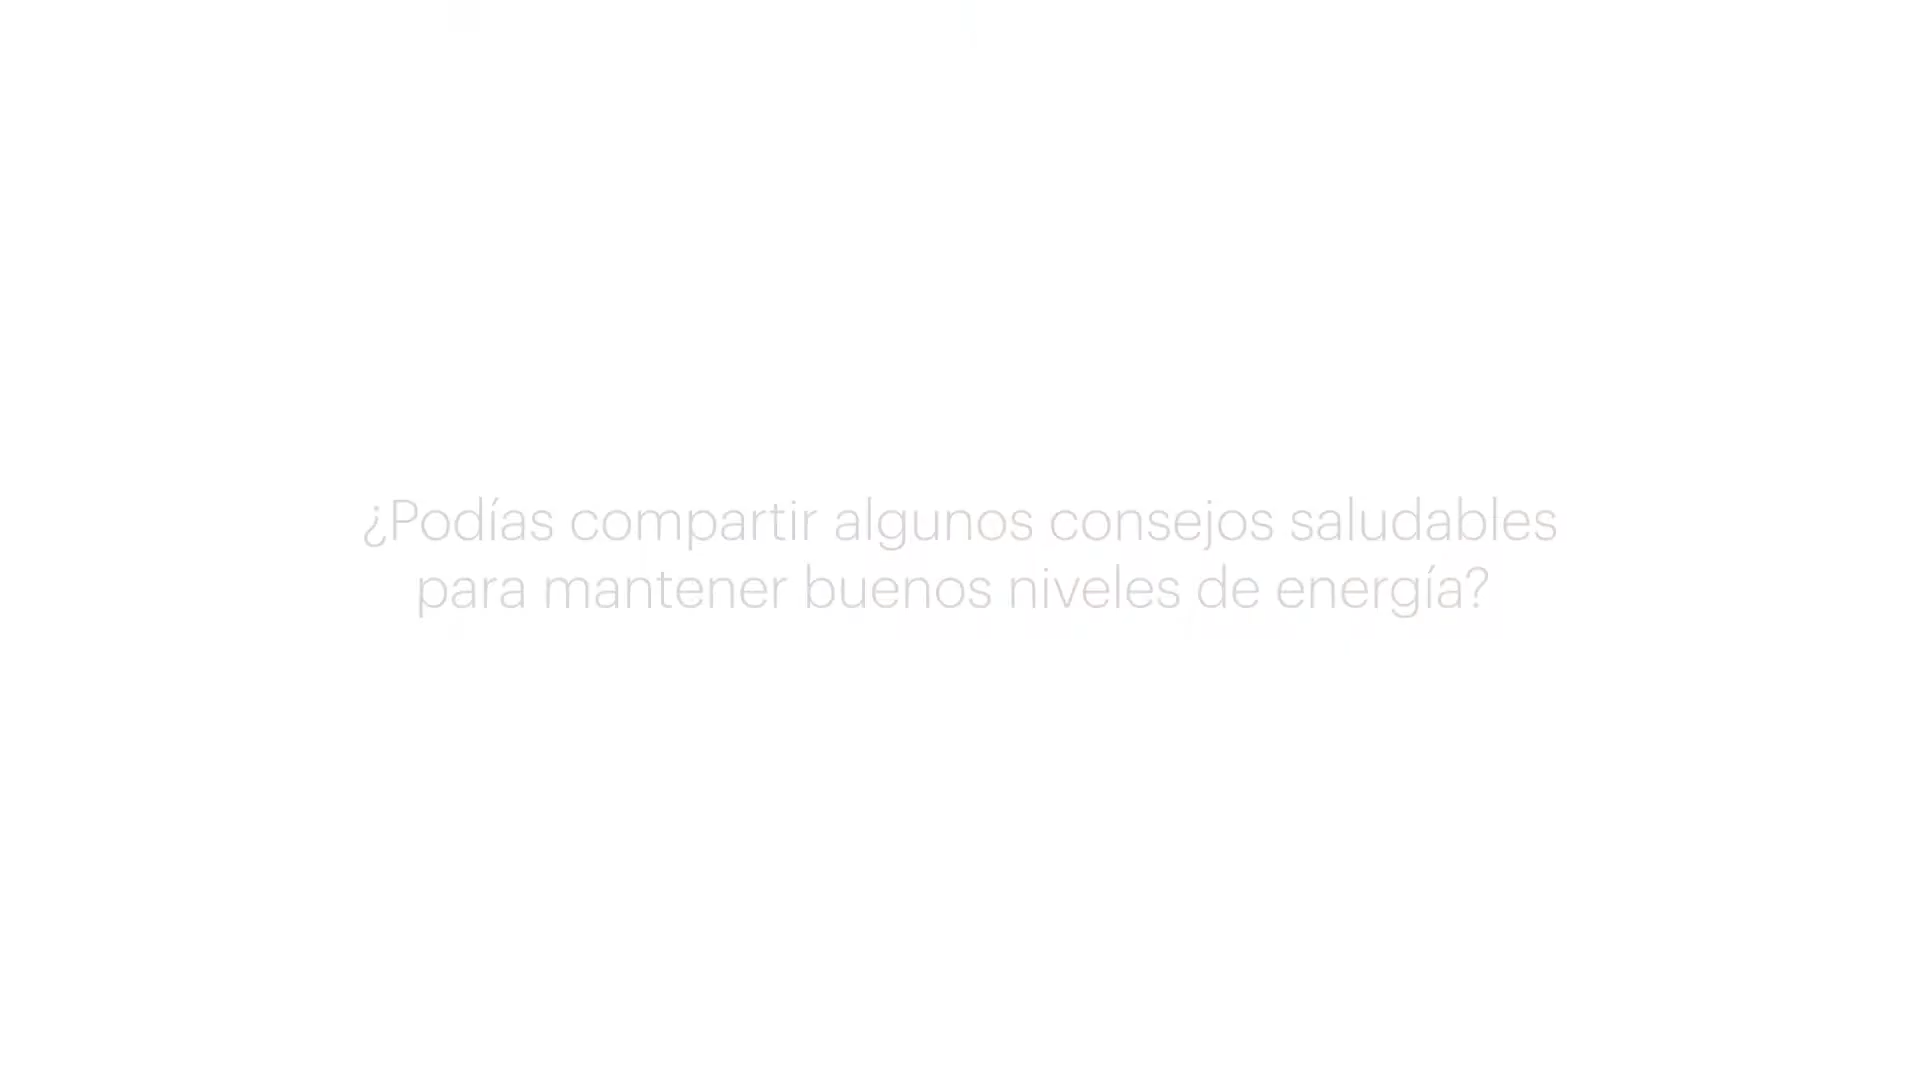 ¿Podías compartir algunos consejos saludables
para mantener buenos niveles de energía?